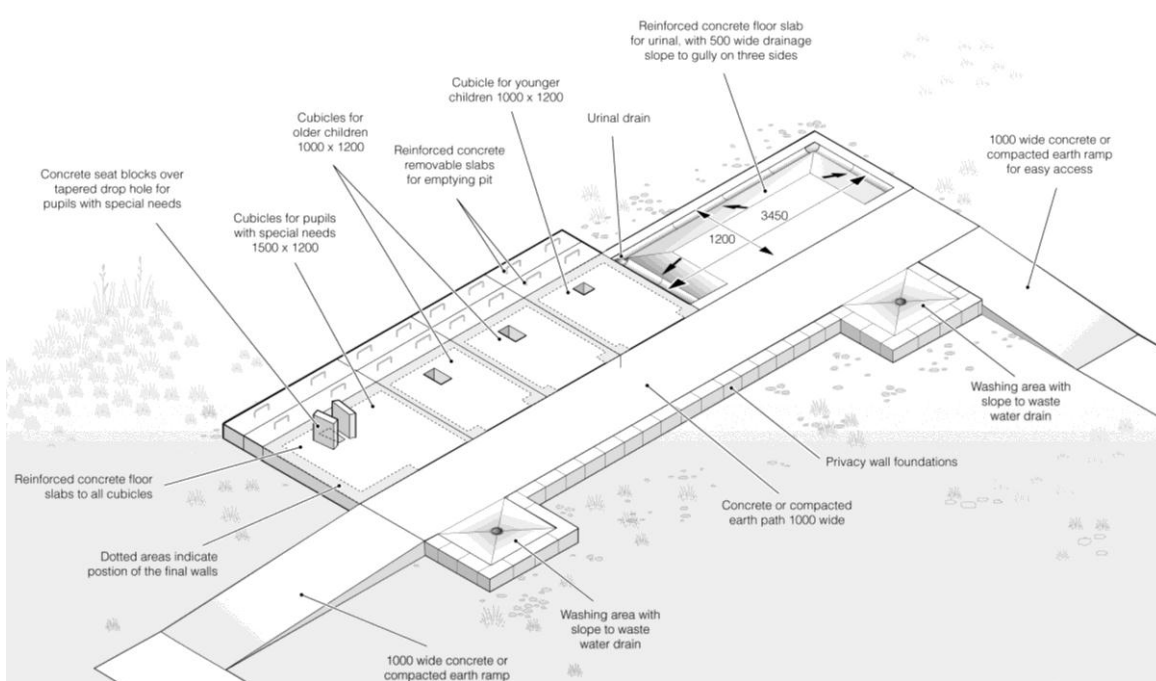 Reinforced concrete floor slab
for urinal, with 500 wide drainage
slope to gully on three sides
Cubicle for younger
children 1000 x 1200
Urinal drain
Cubicles for
older children
1000 x 1200
Reinforced concrete
removable slabs
for emptying pit
1000 wide concrete or
compacted earth ramp
for easy access
Concrete seat blocks over
tapered drop hole for
pupils with special needs
Cubicles for pupils
with special needs
1500 x 1200
3450
1200
Washing area with
slope to waste
water drain
Privacy wall foundations
Reinforced concrete floor
slabs to all cubicles
Concrete or compacted
earth path 1000 wide
Dotted areas indicate
postion of the final walls
Washing area with
slope to waste
water drain
1000 wide concrete or
compacted earth ramp